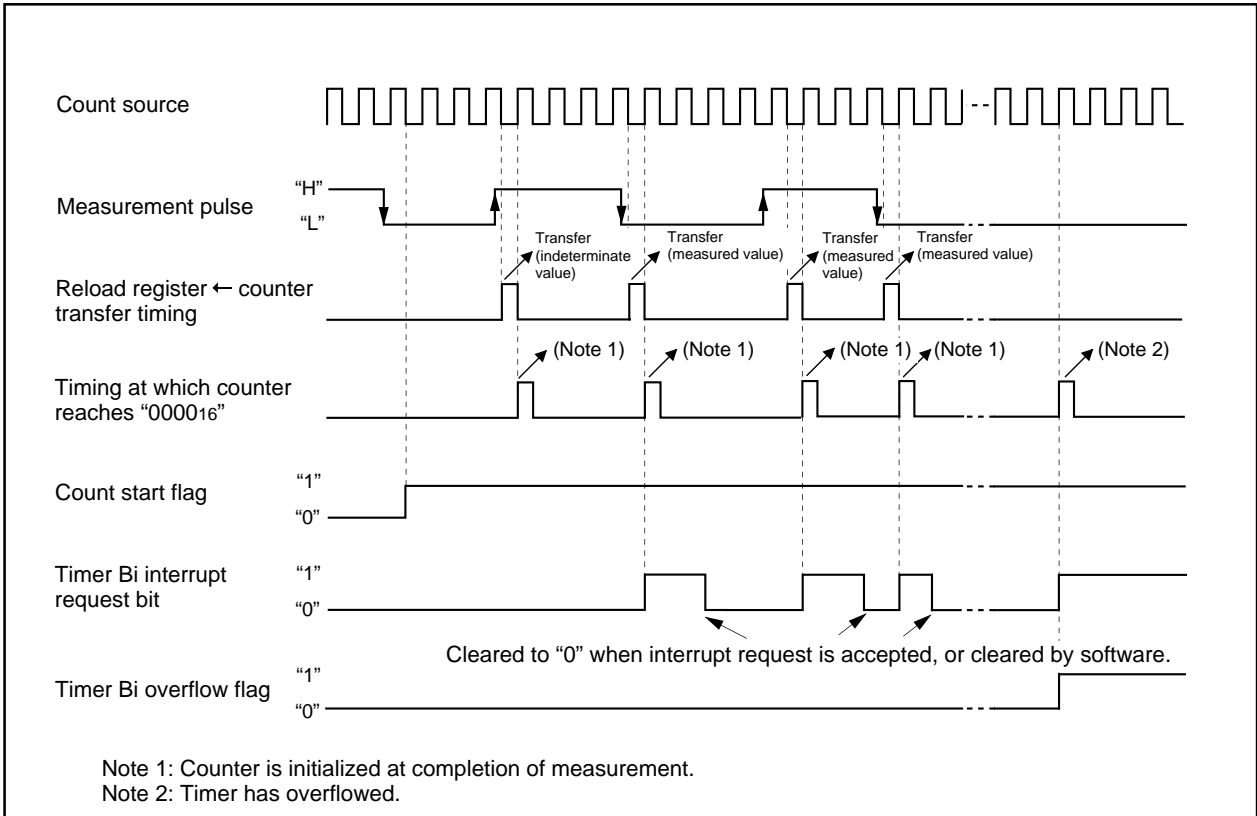 Count source
Measurement pulse
“H”
“L”
Transfer
(indeterminate
value)
Transfer
(measured value)
Transfer
(measured
value)
Transfer
(measured value)
Reload register ← counter
transfer timing
(Note 1)
(Note 1)
(Note 1)
(Note 1)
(Note 2)
Timing at which counter
reaches “000016”
Count start flag
“1”
“0”
Timer Bi interrupt
request bit
“1”
“0”
Cleared to “0” when interrupt request is accepted, or cleared by software.
Timer Bi overflow flag
“1”
“0”
Note 1: Counter is initialized at completion of measurement.
Note 2: Timer has overflowed.